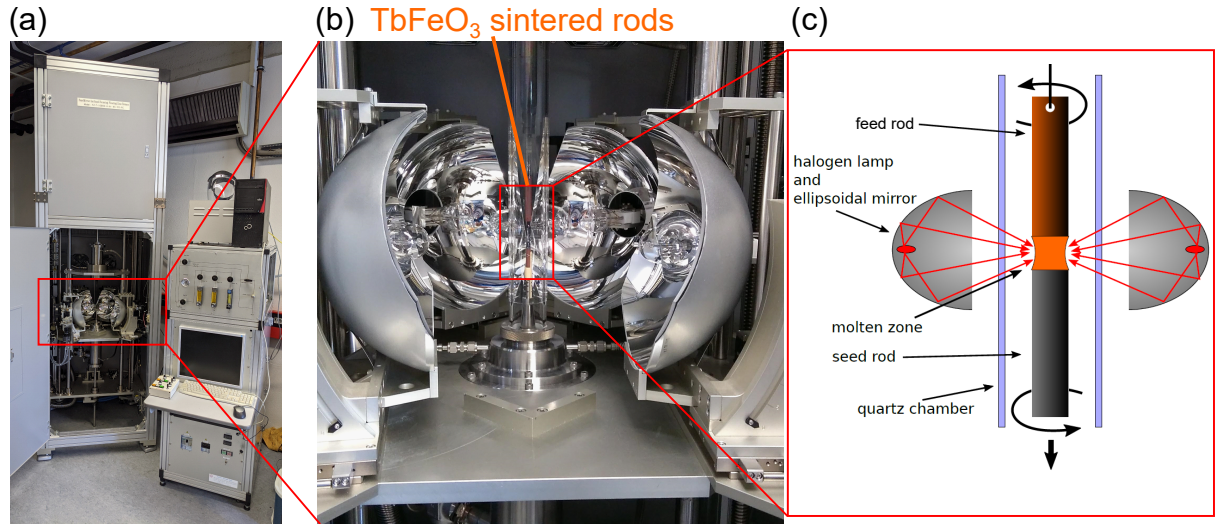 (a)
(b)
TbFeO₃ sintered rods
(c)
feed rod
halogen lamp
and
ellipsoidal mirror
molten zone
seed rod
quartz chamber